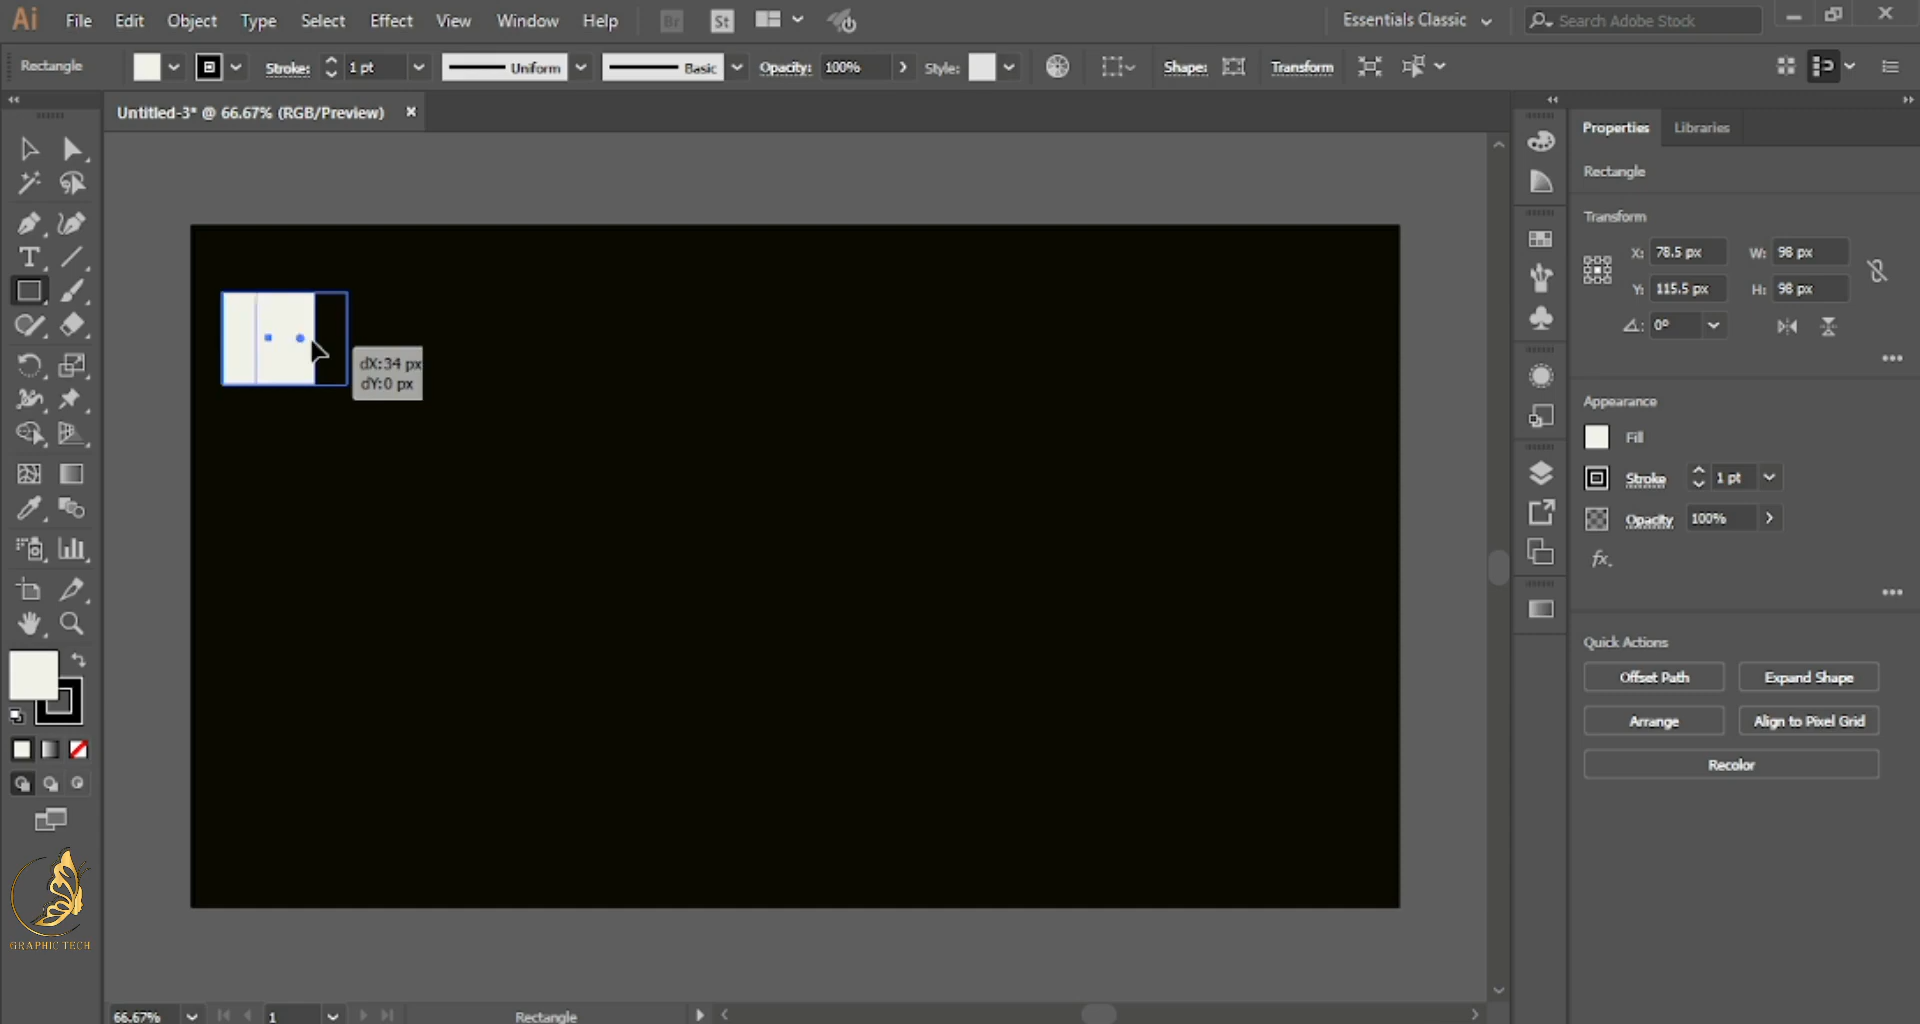 Ai File Edit Object Type Select Effect View Window Help Br St Essentials Classic Search Adobe Stock
Rectangle Stroke: 1 pt Uniform Basic Opacity: 100% Style: Shape: Transform
Untitled-3* @ 66.67% (RGB/Preview)
Properties Libraries
Rectangle
Transform
X: 78.5 px W: 98 px
Y: 115.5 px H: 98 px
0°
dX:34 px
dY:0 px
Appearance
Fill
Stroke 1 pt
Opacity 100%
fx
Quick Actions
Offset Path Expand Shape
Arrange Align to Pixel Grid
Recolor
GRAPHIC TECH
66.67% 1 Rectangle